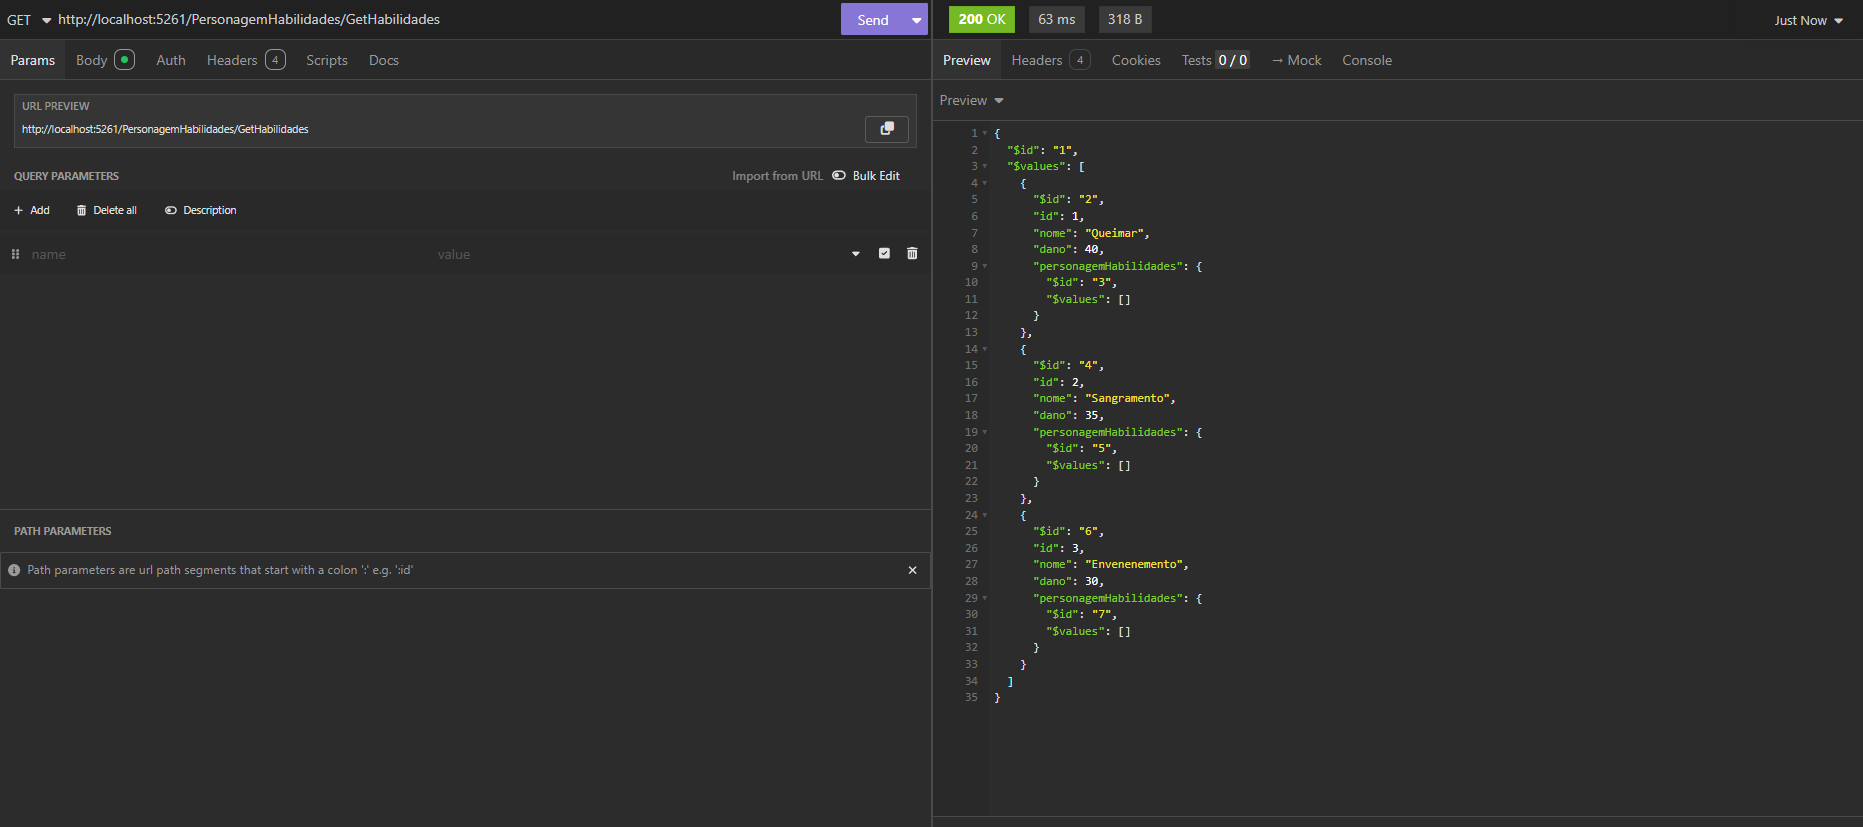 GET http://localhost:5261/PersonagemHabilidades/GetHabilidades Send
Params Body Auth Headers 4 Scripts Docs
URL PREVIEW
http://localhost:5261/PersonagemHabilidades/GetHabilidades
QUERY PARAMETERS Import from URL Bulk Edit
+ Add Delete all Description
name value
PATH PARAMETERS
Path parameters are url path segments that start with a colon ':' e.g. ':id'
200 OK 63 ms 318 B Just Now
Preview Headers 4 Cookies Tests 0 / 0 → Mock Console
Preview
1 {
2 "$id": "1",
3 "$values": [
4 {
5 "$id": "2",
6 "id": 1,
7 "nome": "Queimar",
8 "dano": 40,
9 "personagemHabilidades": {
10 "$id": "3",
11 "$values": []
12 }
13 },
14 {
15 "$id": "4",
16 "id": 2,
17 "nome": "Sangramento",
18 "dano": 35,
19 "personagemHabilidades": {
20 "$id": "5",
21 "$values": []
22 }
23 },
24 {
25 "$id": "6",
26 "id": 3,
27 "nome": "Envenenemento",
28 "dano": 30,
29 "personagemHabilidades": {
30 "$id": "7",
31 "$values": []
32 }
33 }
34 ]
35 }